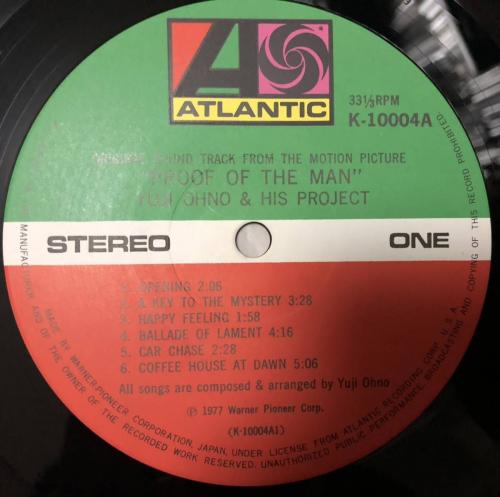 ATLANTIC
33⅓RPM
K-10004A
ORIGINAL SOUND TRACK FROM THE MOTION PICTURE
"PROOF OF THE MAN"
YUJI OHNO & HIS PROJECT
STEREO
ONE
1. OPENING 2:06
2. A KEY TO THE MYSTERY 3:28
3. HAPPY FEELING 1:58
4. BALLADE OF LAMENT 4:16
5. CAR CHASE 2:28
6. COFFEE HOUSE AT DAWN 5:06
All songs are composed & arranged by Yuji Ohno
℗ 1977 Warner Pioneer Corp.
(K-10004A1)
MADE BY WARNER-PIONEER CORPORATION, JAPAN, UNDER LICENSE FROM ATLANTIC RECORDING CORP. U.S.A.
MANUFACTURER AND OF THE OWNER OF THE RECORDED WORK RESERVED. UNAUTHORIZED PUBLIC PERFORMANCE, BROADCASTING AND COPYING OF THIS RECORD PROHIBITED